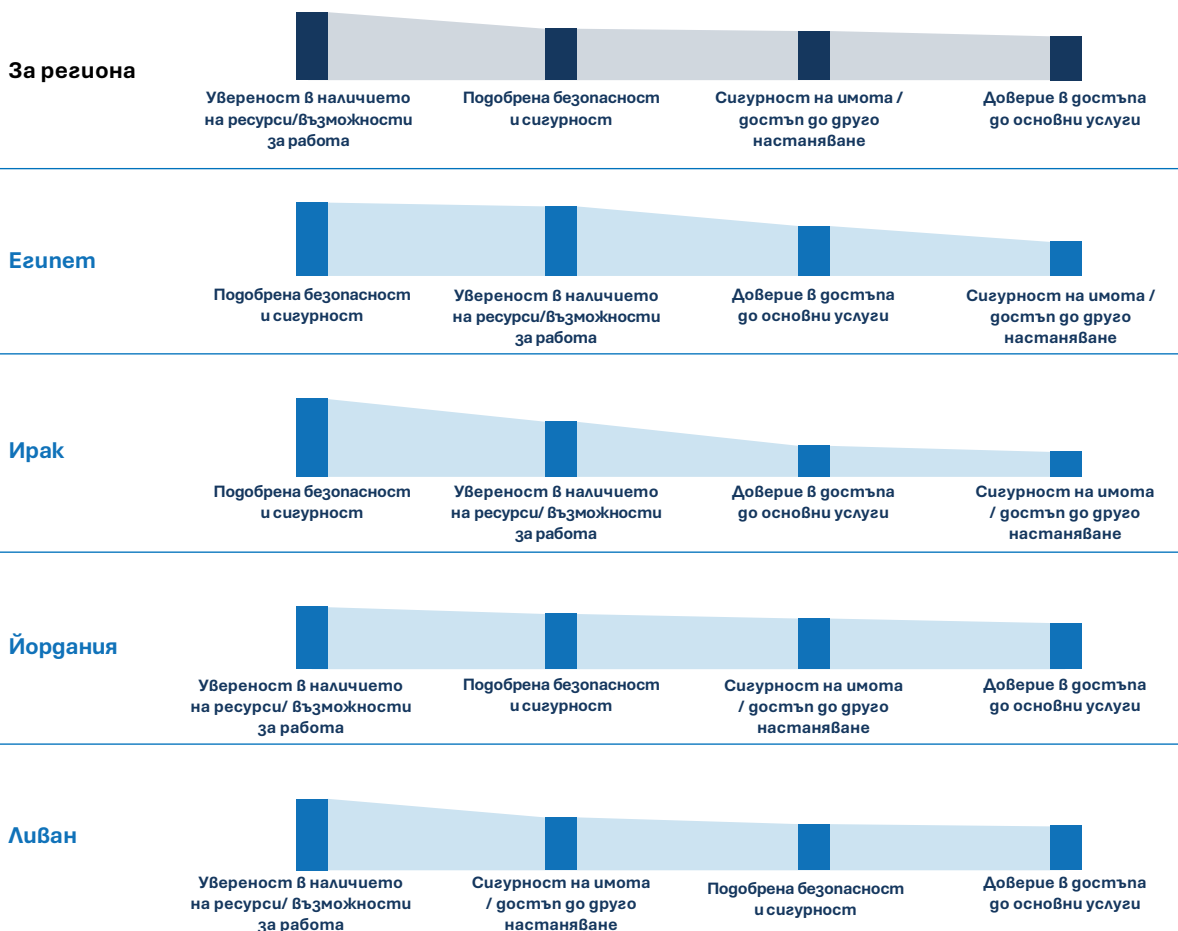 За региона
Увереност в наличието
на ресурси/възможности
за работа
Подобрена безопасност
и сигурност
Сигурност на имота /
достъп до друго
настаняване
Доверие в достъпа
до основни услуги
Египет
Подобрена безопасност
и сигурност
Увереност в наличието
на ресурси/възможности
за работа
Доверие в достъпа
до основни услуги
Сигурност на имота /
достъп до друго
настаняване
Ирак
Подобрена безопасност
и сигурност
Увереност в наличието
на ресурси/ възможности
за работа
Доверие в достъпа
до основни услуги
Сигурност на имота
/ достъп до друго
настаняване
Йордания
Увереност в наличието
на ресурси/ възможности
за работа
Подобрена безопасност
и сигурност
Сигурност на имота
/ достъп до друго
настаняване
Доверие в достъпа
до основни услуги
Ливан
Увереност в наличието
на ресурси/ възможности
за работа
Сигурност на имота
/ достъп до друго
настаняване
Подобрена безопасност
и сигурност
Доверие в достъпа
до основни услуги